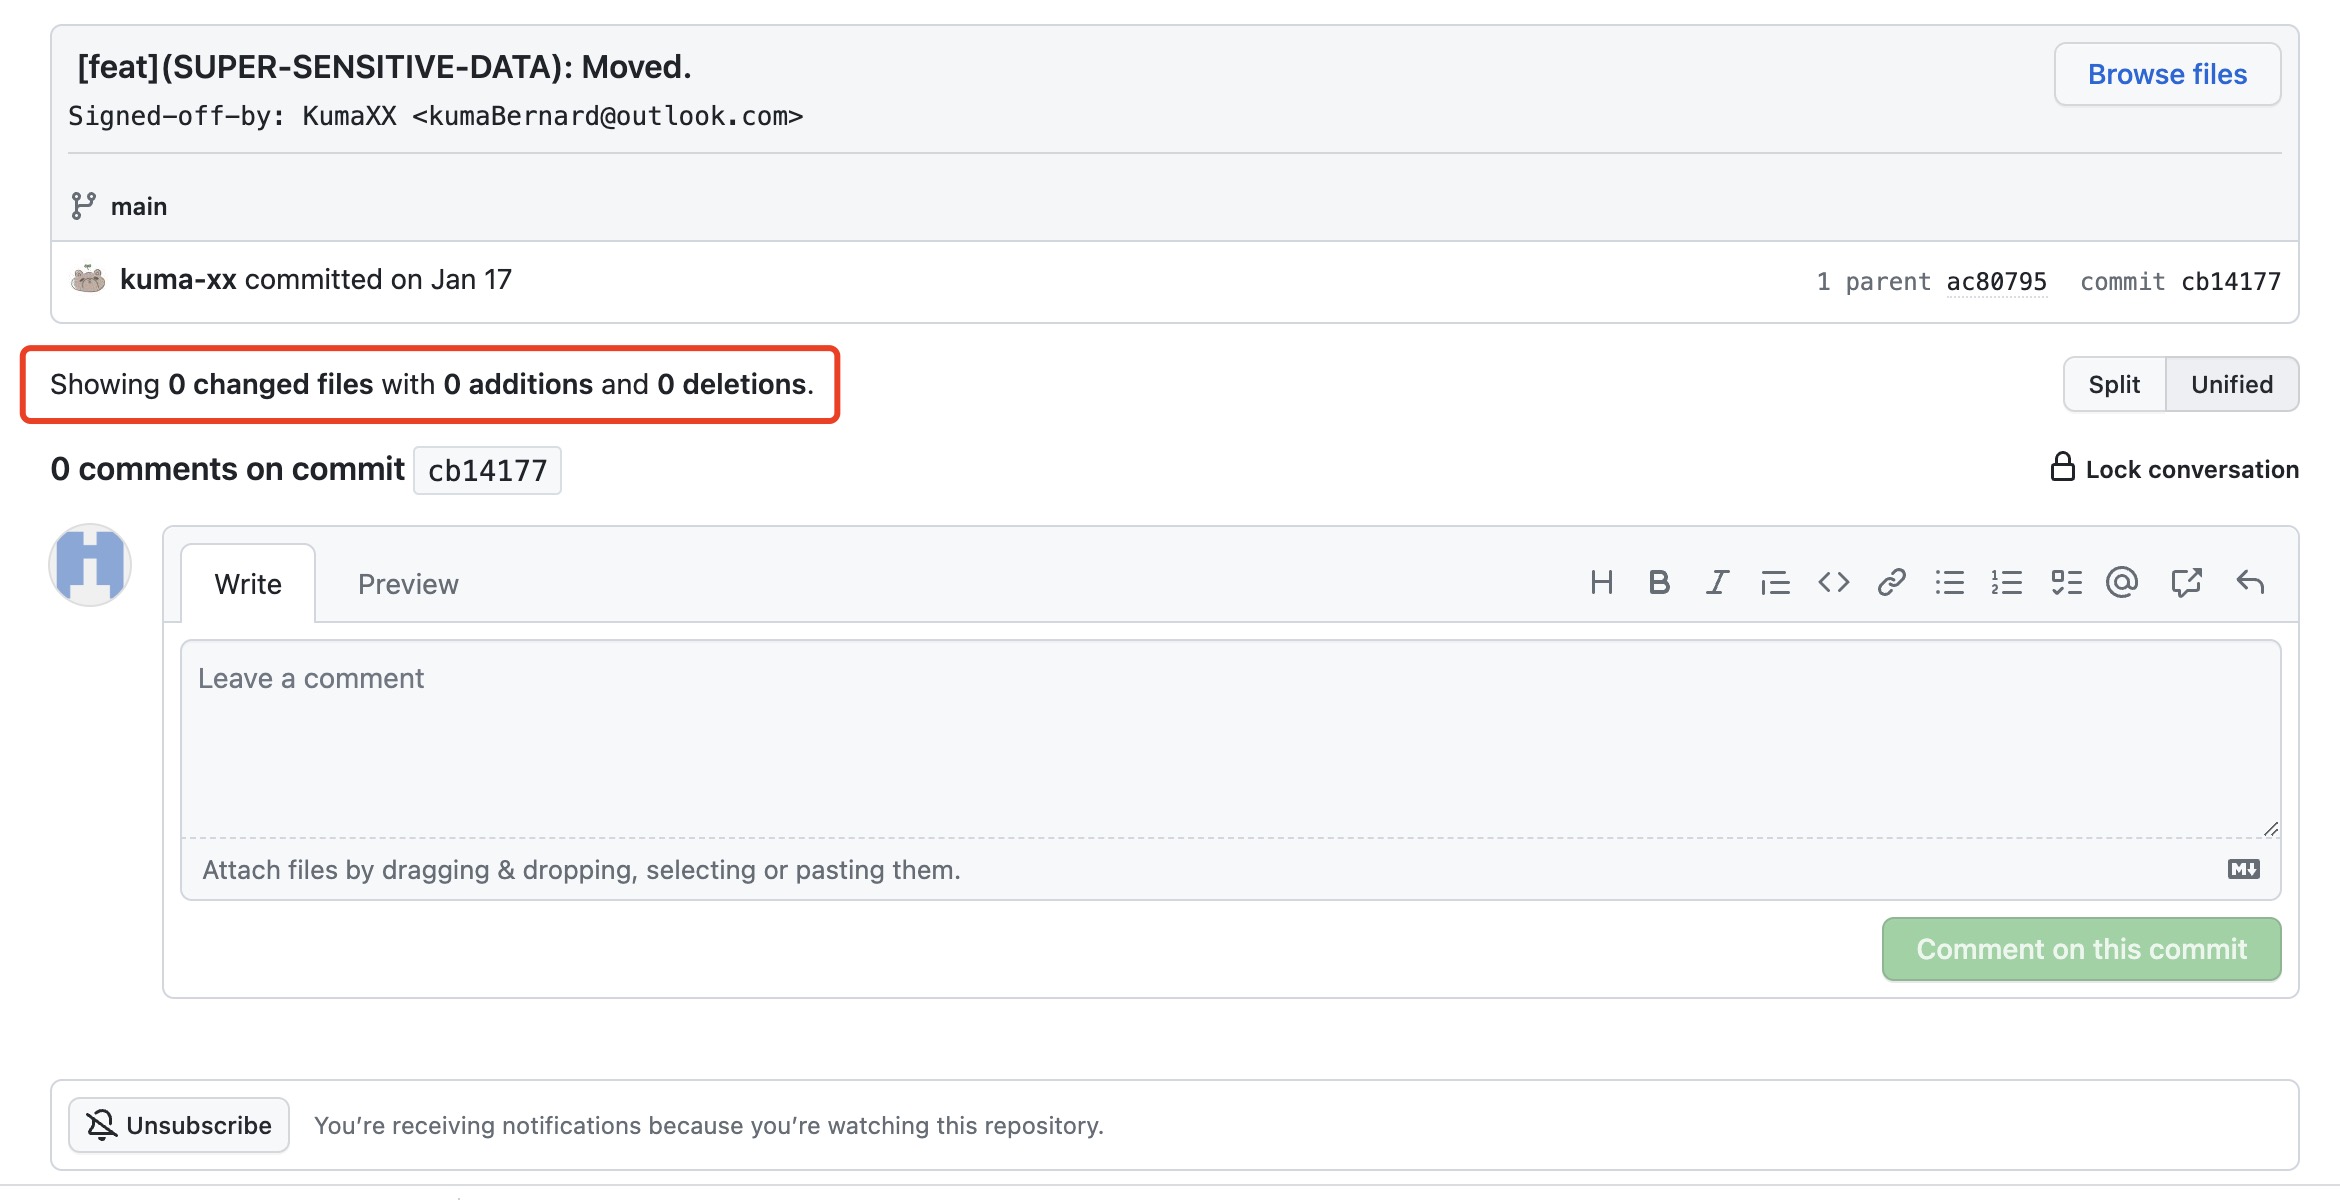 [feat](SUPER-SENSITIVE-DATA): Moved.
Browse files
Signed-off-by: KumaXX <kumaBernard@outlook.com>
main
kuma-xx committed on Jan 17
1 parent ac80795 commit cb14177
Showing 0 changed files with 0 additions and 0 deletions.
Split Unified
0 comments on commit cb14177
Lock conversation
Write Preview
Leave a comment
Attach files by dragging & dropping, selecting or pasting them.
Comment on this commit
Unsubscribe You’re receiving notifications because you’re watching this repository.